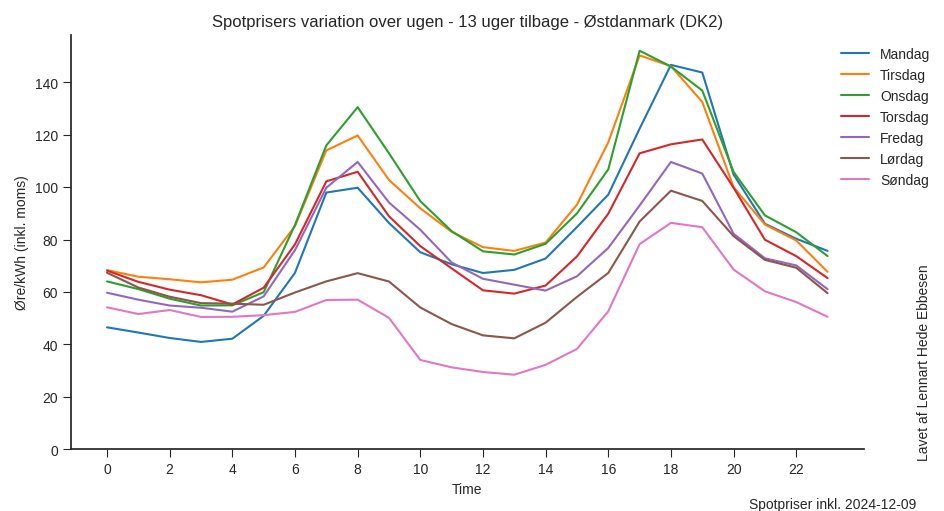 Spotprisers variation over ugen - 13 uger tilbage - Østdanmark (DK2)
Mandag
Tirsdag
Onsdag
Torsdag
Fredag
Lørdag
Søndag
Øre/kWh (inkl. moms)
140
120
100
80
60
40
20
0
0 2 4 6 8 10 12 14 16 18 20 22
Time
Lavet af Lennart Hede Ebbesen
Spotpriser inkl. 2024-12-09